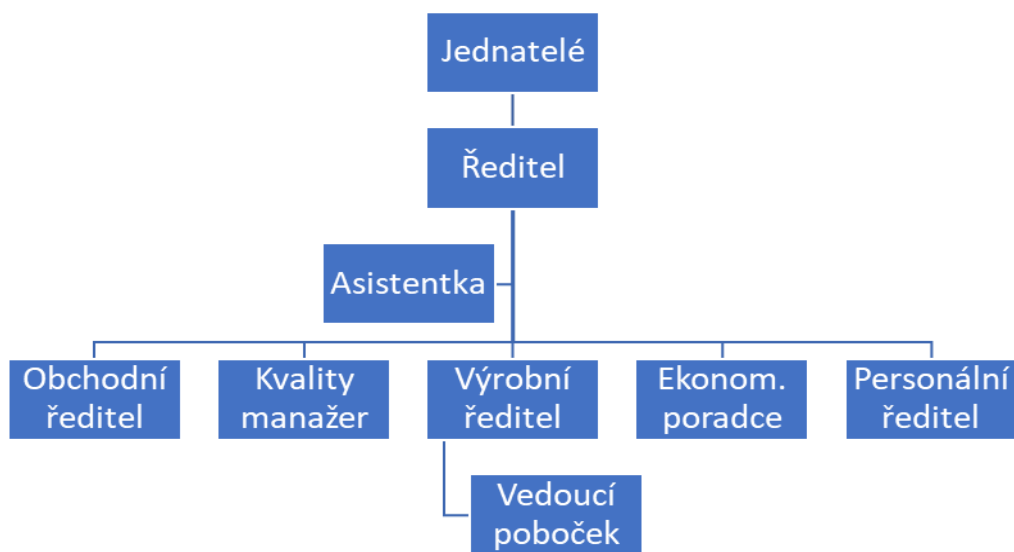 Jednatelé
Ředitel
Asistentka
Obchodní
ředitel
Kvality
manažer
Výrobní
ředitel
Ekonom.
poradce
Personální
ředitel
Vedoucí
poboček